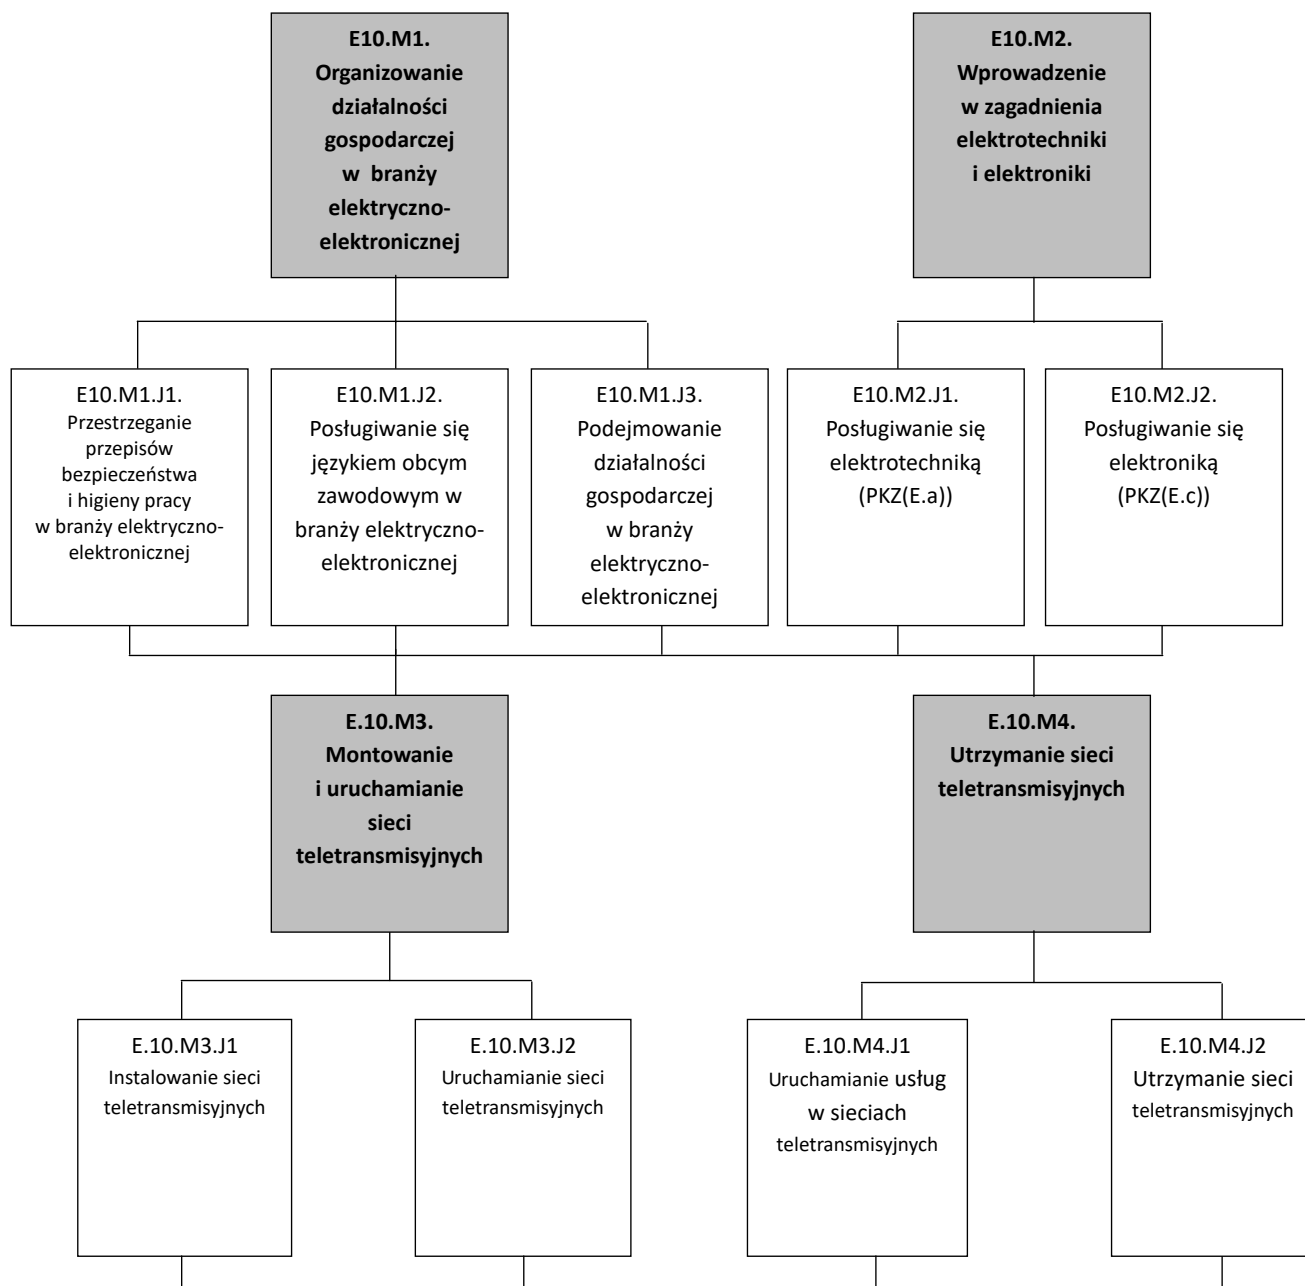 E10.M1.
Organizowanie
działalności
gospodarczej
w branży
elektryczno-
elektronicznej
E10.M2.
Wprowadzenie
w zagadnienia
elektrotechniki
i elektroniki
E10.M1.J1.
Przestrzeganie
przepisów
bezpieczeństwa
i higieny pracy
w branży elektryczno-
elektronicznej
E10.M1.J2.
Posługiwanie się
językiem obcym
zawodowym w
branży elektryczno-
elektronicznej
E10.M1.J3.
Podejmowanie
działalności
gospodarczej
w branży
elektryczno-
elektronicznej
E10.M2.J1.
Posługiwanie się
elektrotechniką
(PKZ(E.a))
E10.M2.J2.
Posługiwanie się
elektroniką
(PKZ(E.c))
E.10.M3.
Montowanie
i uruchamianie
sieci
teletransmisyjnych
E.10.M4.
Utrzymanie sieci
teletransmisyjnych
E.10.M3.J1
Instalowanie sieci
teletransmisyjnych
E.10.M3.J2
Uruchamianie sieci
teletransmisyjnych
E.10.M4.J1
Uruchamianie usług
w sieciach
teletransmisyjnych
E.10.M4.J2
Utrzymanie sieci
teletransmisyjnych